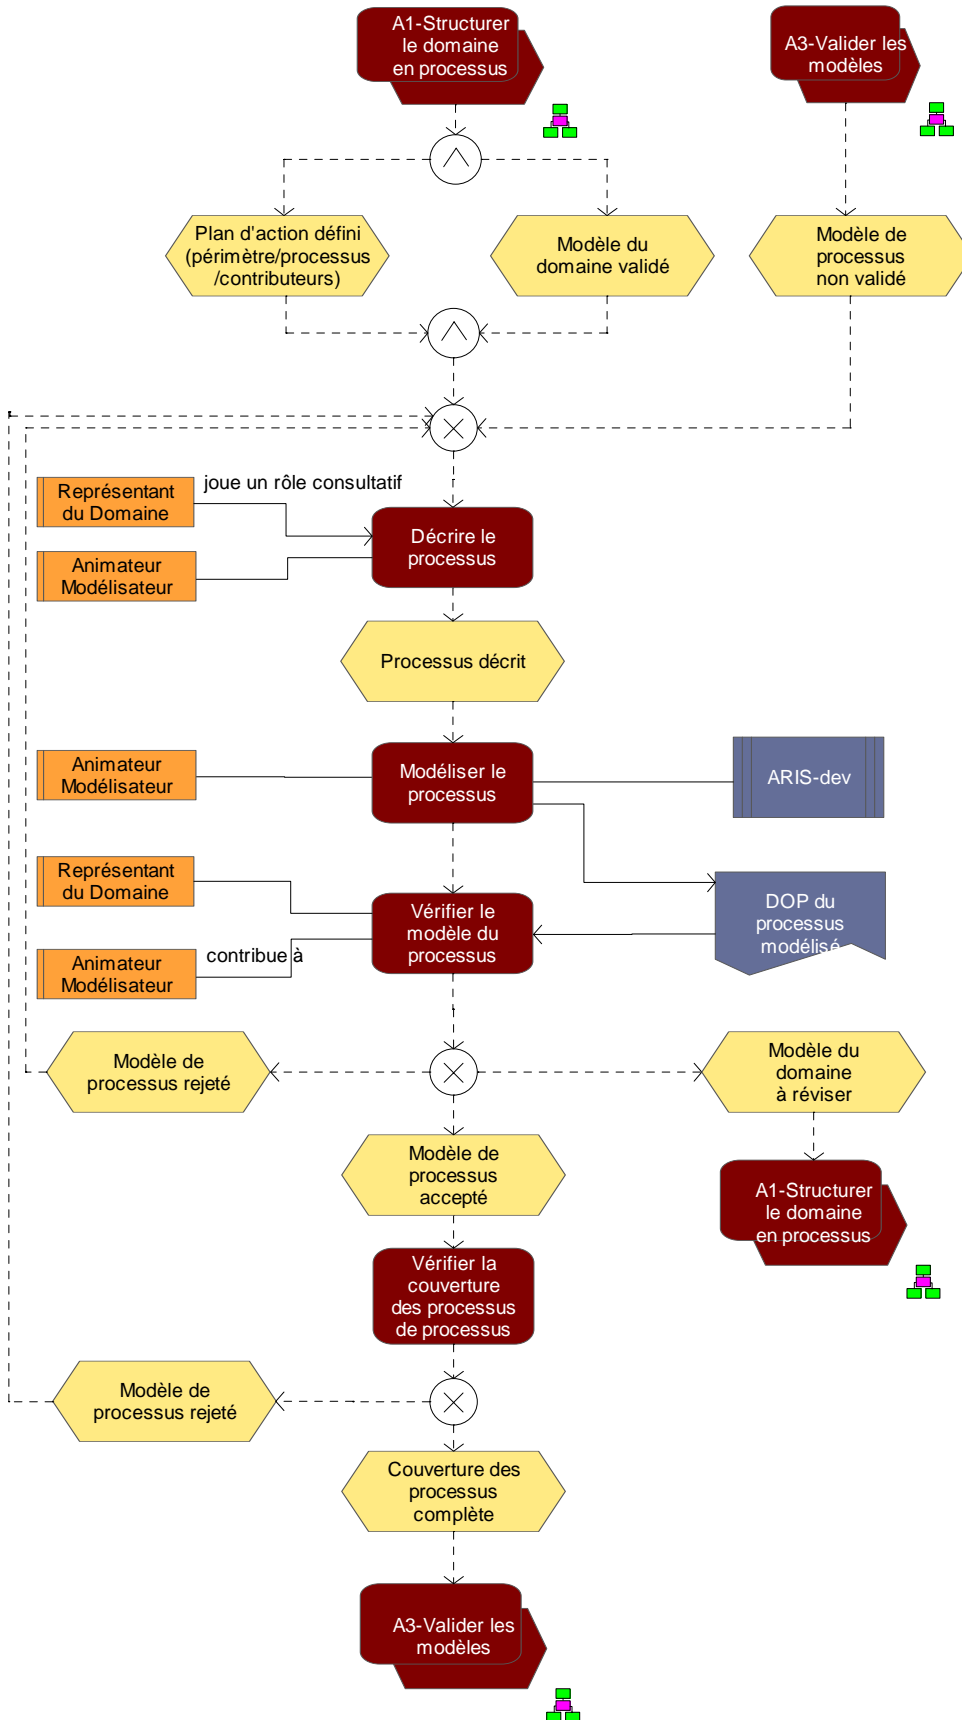 A1-Structurer
le domaine
en processus
A3-Valider les
modèles
Plan d'action défini
(périmètre/processus
/contributeurs)
Modèle du
domaine validé
Modèle de
processus
non validé
Représentant
du Domaine
joue un rôle consultatif
Animateur
Modélisateur
Décrire le
processus
Processus décrit
Animateur
Modélisateur
Modéliser le
processus
ARIS-dev
Représentant
du Domaine
Animateur
Modélisateur
contribue à
Vérifier le
modèle du
processus
DOP du
processus
modélisé
Modèle de
processus rejeté
Modèle du
domaine
à réviser
Modèle de
processus
accepté
A1-Structurer
le domaine
en processus
Vérifier la
couverture
des processus
de processus
Modèle de
processus rejeté
Couverture des
processus
complète
A3-Valider les
modèles